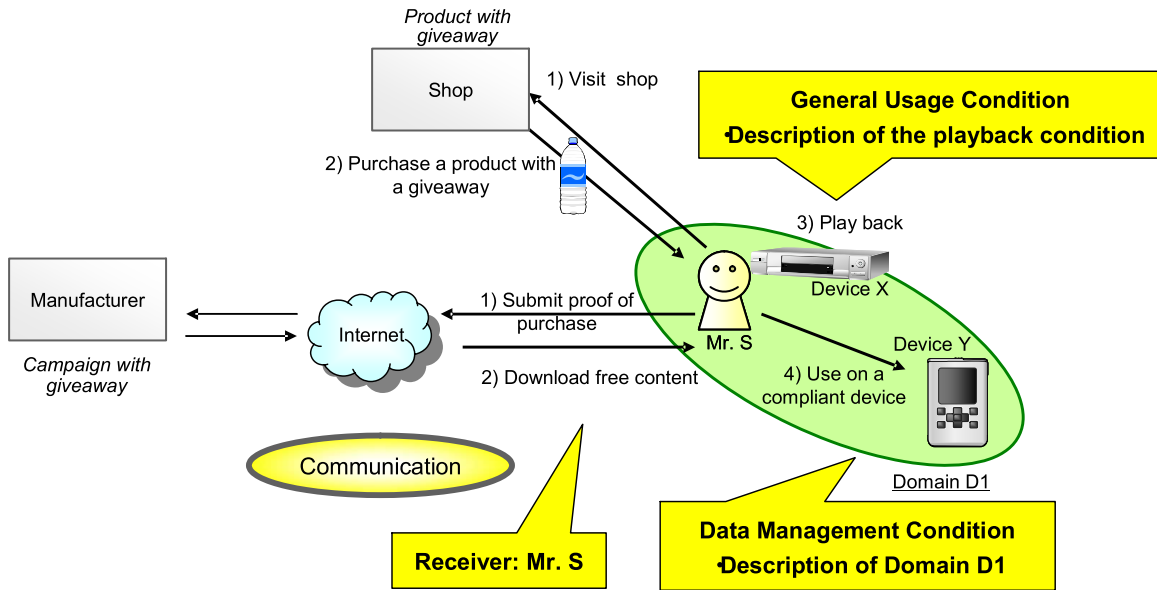 Product with
giveaway
Shop
1) Visit shop
2) Purchase a product with
a giveaway
General Usage Condition
•Description of the playback condition
3) Play back
Device X
Manufacturer
Campaign with
giveaway
Internet
1) Submit proof of
purchase
2) Download free content
Mr. S
Device Y
4) Use on a
compliant device
Domain D1
Communication
Receiver: Mr. S
Data Management Condition
•Description of Domain D1